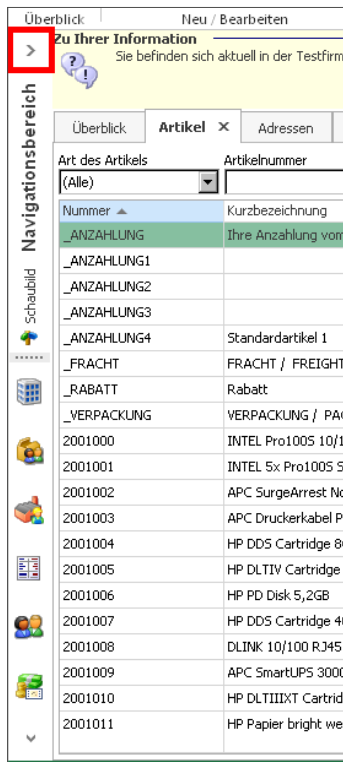 Überblick Neu / Bearbeiten
Zu Ihrer Information
Sie befinden sich aktuell in der Testfirm
Navigationsbereich
Schaubild
Überblick Artikel × Adressen
Art des Artikels Artikelnummer
(Alle)
Nummer Kurzbezeichnung
_ANZAHLUNG Ihre Anzahlung vom
_ANZAHLUNG1
_ANZAHLUNG2
_ANZAHLUNG3
_ANZAHLUNG4 Standardartikel 1
_FRACHT FRACHT / FREIGHT
_RABATT Rabatt
_VERPACKUNG VERPACKUNG / PA
2001000 INTEL Pro100S 10/1
2001001 INTEL 5x Pro100S S
2001002 APC SurgeArrest No
2001003 APC Druckerkabel P
2001004 HP DDS Cartridge 8
2001005 HP DLTIV Cartridge
2001006 HP PD Disk 5,2GB
2001007 HP DDS Cartridge 4
2001008 DLINK 10/100 RJ45
2001009 APC SmartUPS 3000
2001010 HP DLTIIIXT Cartrid
2001011 HP Papier bright we